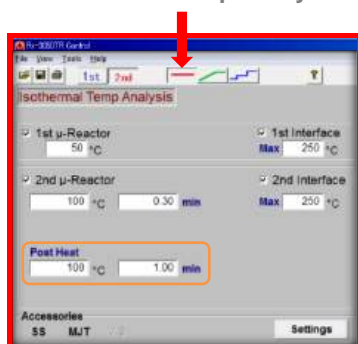 Rx-3050TR Control
File View Tools Help
1st 2nd
?
Isothermal Temp Analysis
1st μ-Reactor
1st Interface
50 °C
Max 250 °C
2nd μ-Reactor
2nd Interface
100 °C 0.30 min
Max 250 °C
Post Heat
100 °C 1.00 min
Accessories
SS MJT
Settings